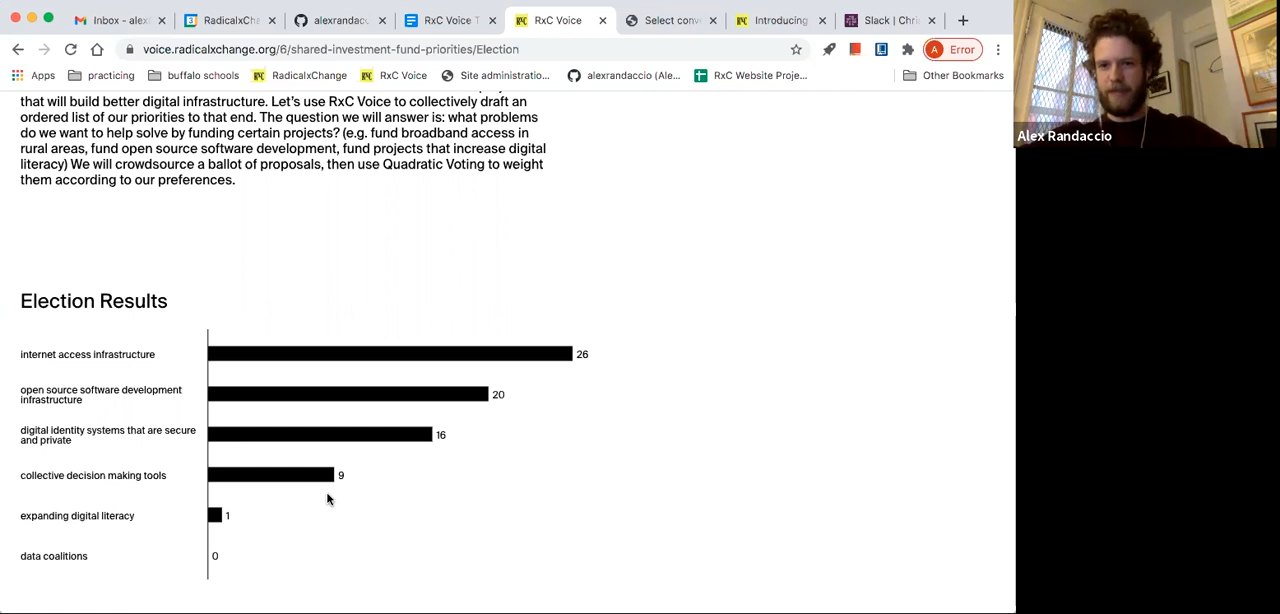 Inbox - alex
RadicalxCha
alexrandacc
RxC Voice T
RxC Voice
Select conv
Introducing
Slack | Chri
voice.radicalxchange.org/6/shared-investment-fund-priorities/Election
A Error
Apps
practicing
buffalo schools
RadicalxChange
RxC Voice
Site administratio...
alexrandaccio (Ale...
RxC Website Proje...
Other Bookmarks
that will build better digital infrastructure. Let's use RxC Voice to collectively draft an
ordered list of our priorities to that end. The question we will answer is: what problems
do we want to help solve by funding certain projects? (e.g. fund broadband access in
rural areas, fund open source software development, fund projects that increase digital
literacy) We will crowdsource a ballot of proposals, then use Quadratic Voting to weight
them according to our preferences.
Election Results
internet access infrastructure 26
open source software development
infrastructure 20
digital identity systems that are secure
and private 16
collective decision making tools 9
expanding digital literacy 1
data coalitions 0
Alex Randaccio